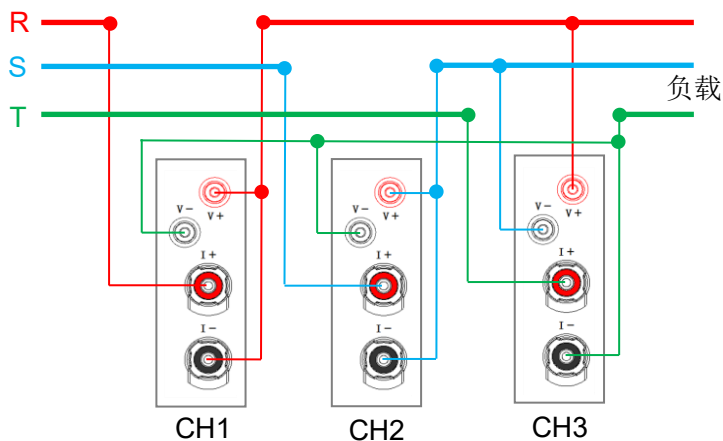 R
S
T
负载
V- V+
I+
I-
V- V+
I+
I-
V- V+
I+
I-
CH1 CH2 CH3